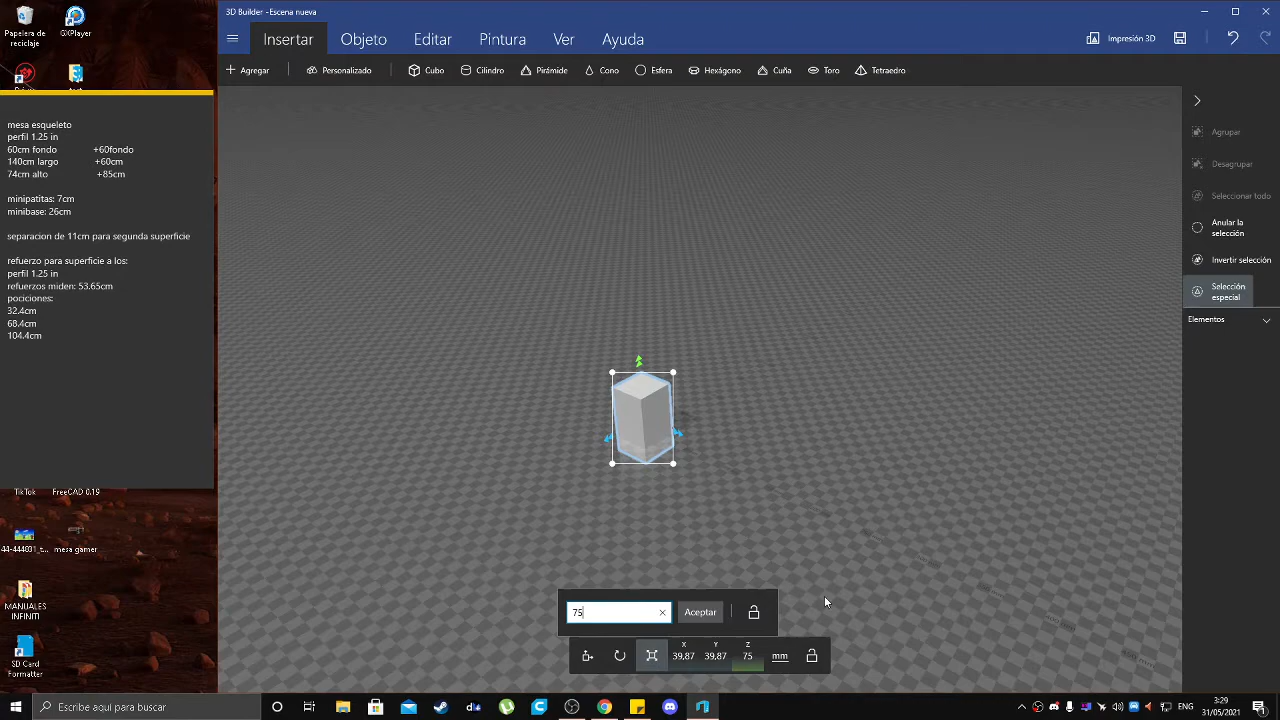 3D Builder - Escena nueva
Insertar
Objeto
Editar
Pintura
Ver
Ayuda
Impresión 3D
Agregar
Personalizado
Cubo
Cilindro
Pirámide
Cono
Esfera
Hexágono
Cuña
Toro
Tetraedro
Papelera de
reciclaje
GXPlayer
mesa esqueleto
perfil 1.25 in
60cm fondo +60fondo
140cm largo +60cm
74cm alto +85cm
minipatitas: 7cm
minibase: 26cm
separacion de 11cm para segunda superficie
refuerzo para superficie a los:
perfil 1.25 in
refuerzos miden: 53.65cm
pociciones:
32.4cm
68.4cm
104.4cm
TikTok
FreeCAD 0.19
44-444031_t...
mesa gamer
MANUALES
INFINITI
SD Card
Formatter
Agrupar
Desagrupar
Seleccionar todo
Anular la
selección
Invertir selección
Selección
especial
Elementos
75
Aceptar
X Y Z
39,87 39,87 75 mm
Escribe aquí para buscar
ENG
3:29
31/05/2021